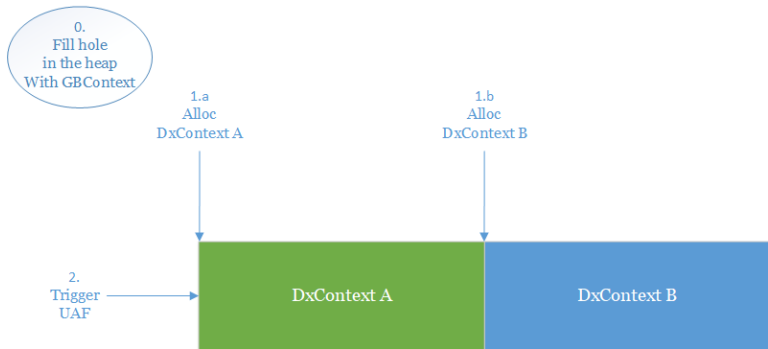 0.
Fill hole
in the heap
With GBContext
1.a
Alloc
DxContext A
1.b
Alloc
DxContext B
2.
Trigger
UAF
DxContext A
DxContext B